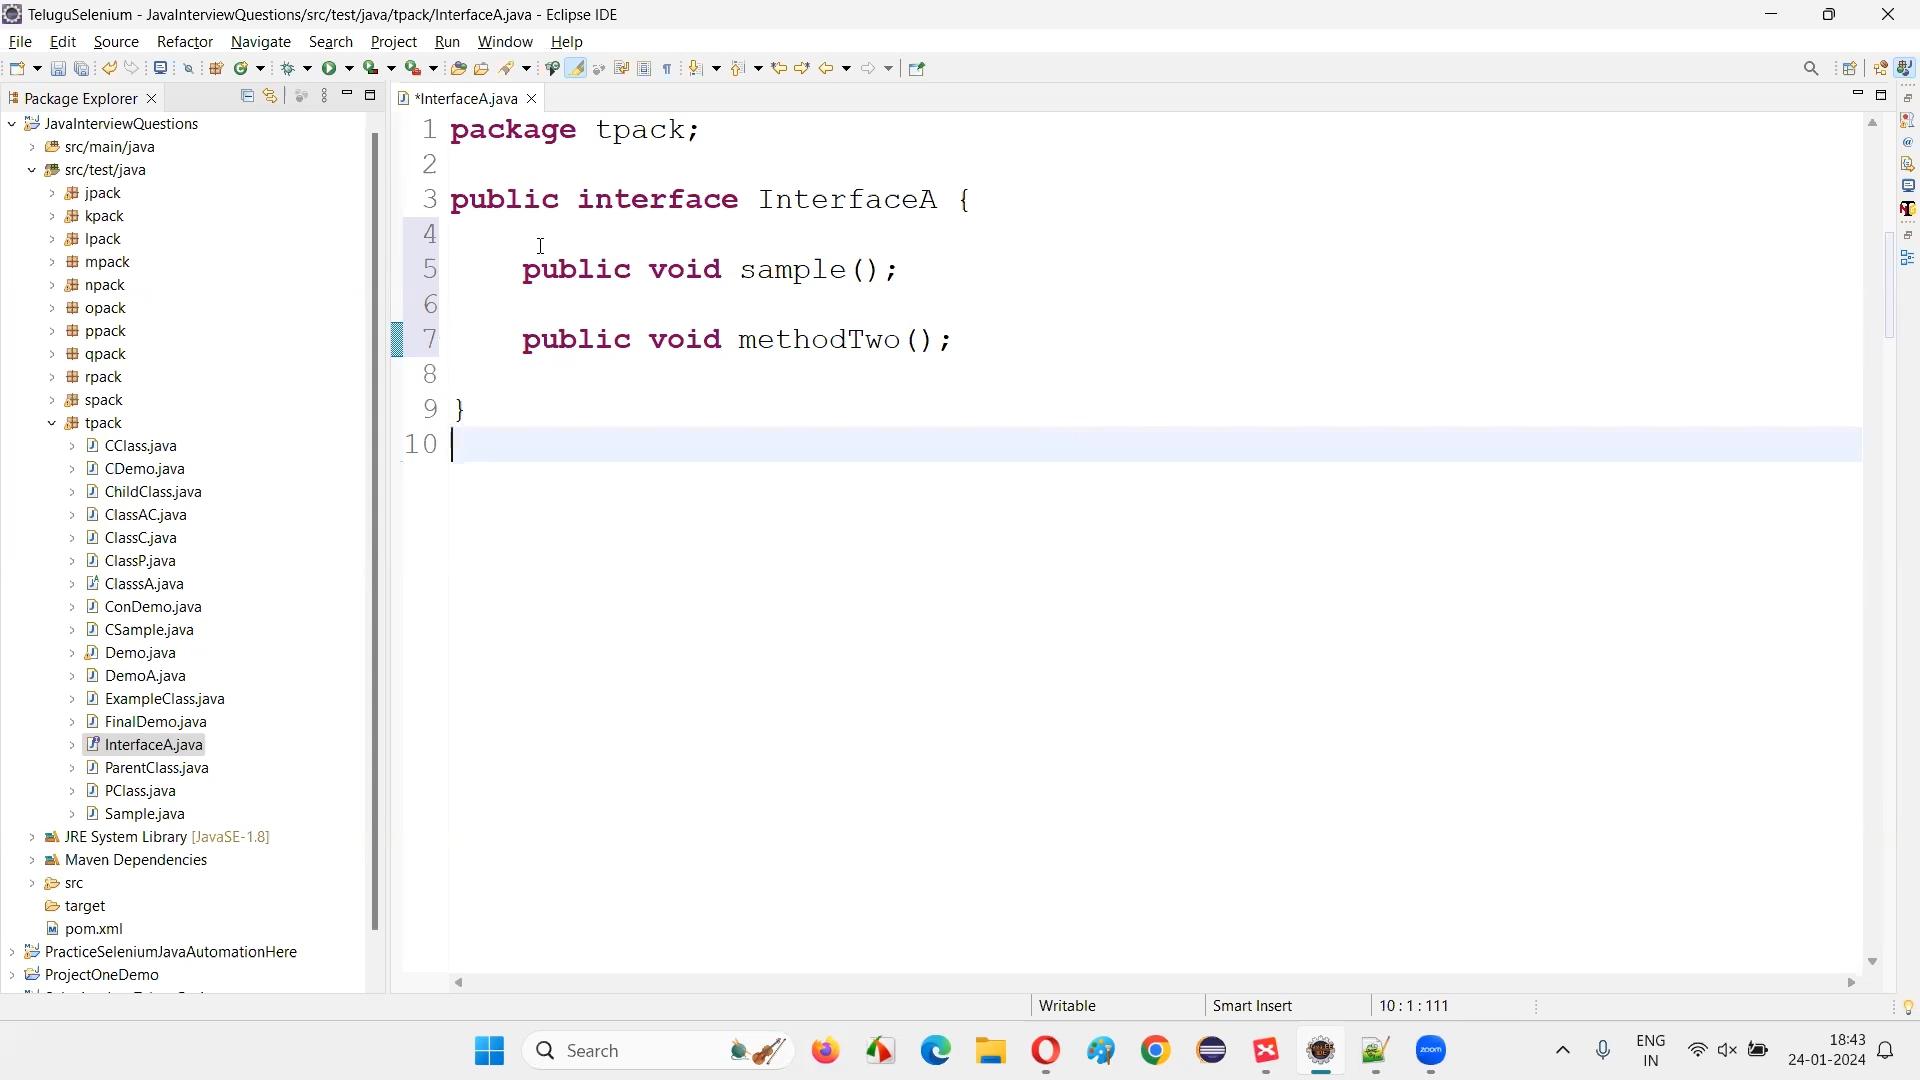 TeluguSelenium - JavaInterviewQuestions/src/test/java/tpack/InterfaceA.java - Eclipse IDE
File Edit Source Refactor Navigate Search Project Run Window Help
Package Explorer
JavaInterviewQuestions
src/main/java
src/test/java
jpack
kpack
lpack
mpack
npack
opack
ppack
qpack
rpack
spack
tpack
CClass.java
CDemo.java
ChildClass.java
ClassAC.java
ClassC.java
ClassP.java
ClasssA.java
ConDemo.java
CSample.java
Demo.java
DemoA.java
ExampleClass.java
FinalDemo.java
InterfaceA.java
ParentClass.java
PClass.java
Sample.java
JRE System Library [JavaSE-1.8]
Maven Dependencies
src
target
pom.xml
PracticeSeleniumJavaAutomationHere
ProjectOneDemo
*InterfaceA.java
1 package tpack;
2
3 public interface InterfaceA {
4
5 public void sample();
6
7 public void methodTwo();
8
9 }
10
Writable Smart Insert 10 : 1 : 111
Search
zoom
ENG
IN
18:43
24-01-2024